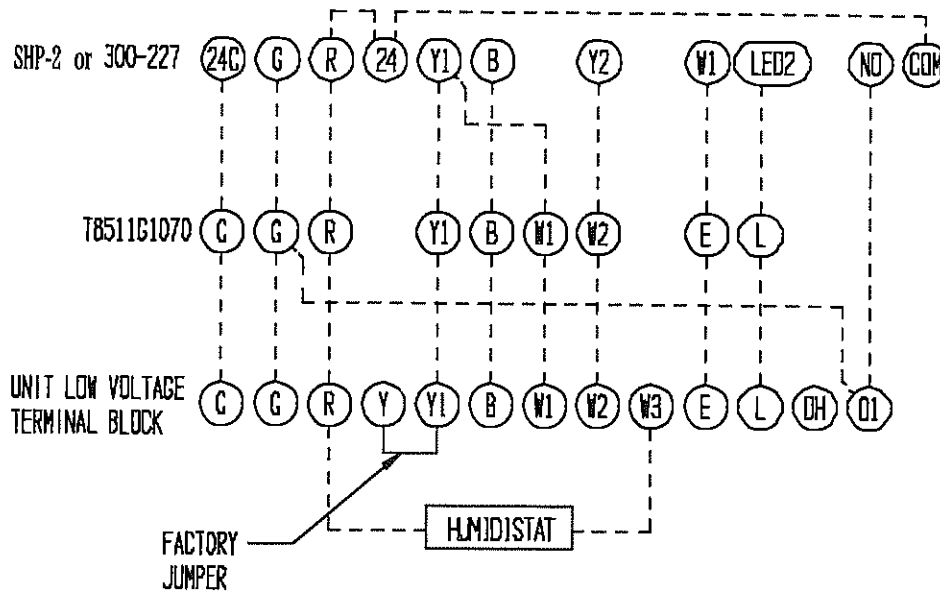 SHP-2 or 300-227 24C G R 24 Y1 B Y2 W1 LED2 NO COM
T8511G1070 C G R Y1 B W1 W2 E L
UNIT LOW VOLTAGE
TERMINAL BLOCK
C G R Y Y1 B W1 W2 W3 E L DH O1
HUMIDISTAT
FACTORY
JUMPER